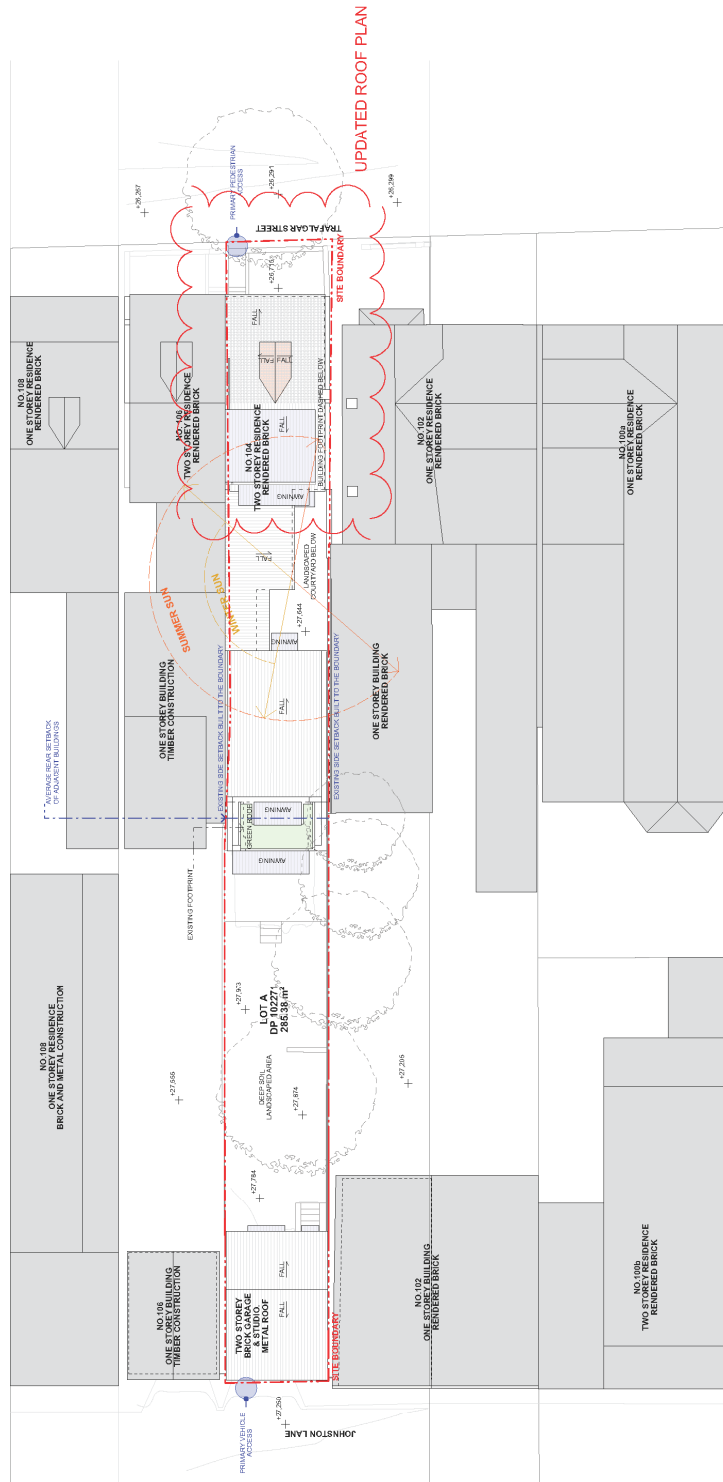 UPDATED ROOF PLAN
PRIMARY PEDESTRIAN
ACCESS
+26,267
+26,291
+26,299
TRAFALGAR STREET
SITE BOUNDARY
FALL
FALL
FALL
FALL
NO.108
ONE STOREY RESIDENCE
RENDERED BRICK
NO. 106
TWO STOREY RESIDENCE
RENDERED BRICK
NO.104
TWO STOREY RESIDENCE
RENDERED BRICK
BUILDING FOOTPRINT DASHED BELOW
NO.102
ONE STOREY RESIDENCE
RENDERED BRICK
NO.100a
ONE STOREY RESIDENCE
RENDERED BRICK
AWNING
FALL
LANDSCAPED
COURTYARD BELOW
SUMMER SUN
WINTER SUN
+27,644
AWNING
ONE STOREY BUILDING
TIMBER CONSTRUCTION
EXISTING SIDE SETBACK BUILT TO THE BOUNDARY
EXISTING SIDE SETBACK BUILT TO THE BOUNDARY
ONE STOREY BUILDING
RENDERED BRICK
FALL
AVERAGE REAR SETBACK
OF ADJACENT BUILDINGS
GREEN ROOF
AWNING
AWNING
EXISTING FOOTPRINT
NO.108
ONE STOREY RESIDENCE
BRICK AND METAL CONSTRUCTION
LOT A
DP 102271
285.38 m²
DEEP SOIL
LANDSCAPED AREA
+27,874
+27,205
+27,784
NO.106
ONE STOREY BUILDING
TIMBER CONSTRUCTION
TWO STOREY
BRICK GARAGE
& STUDIO.
METAL ROOF
FALL
FALL
SITE BOUNDARY
NO.102
ONE STOREY BUILDING
RENDERED BRICK
NO.100b
TWO STOREY RESIDENCE
RENDERED BRICK
PRIMARY VEHICLE
ACCESS
+27,250
JOHNSTON LANE